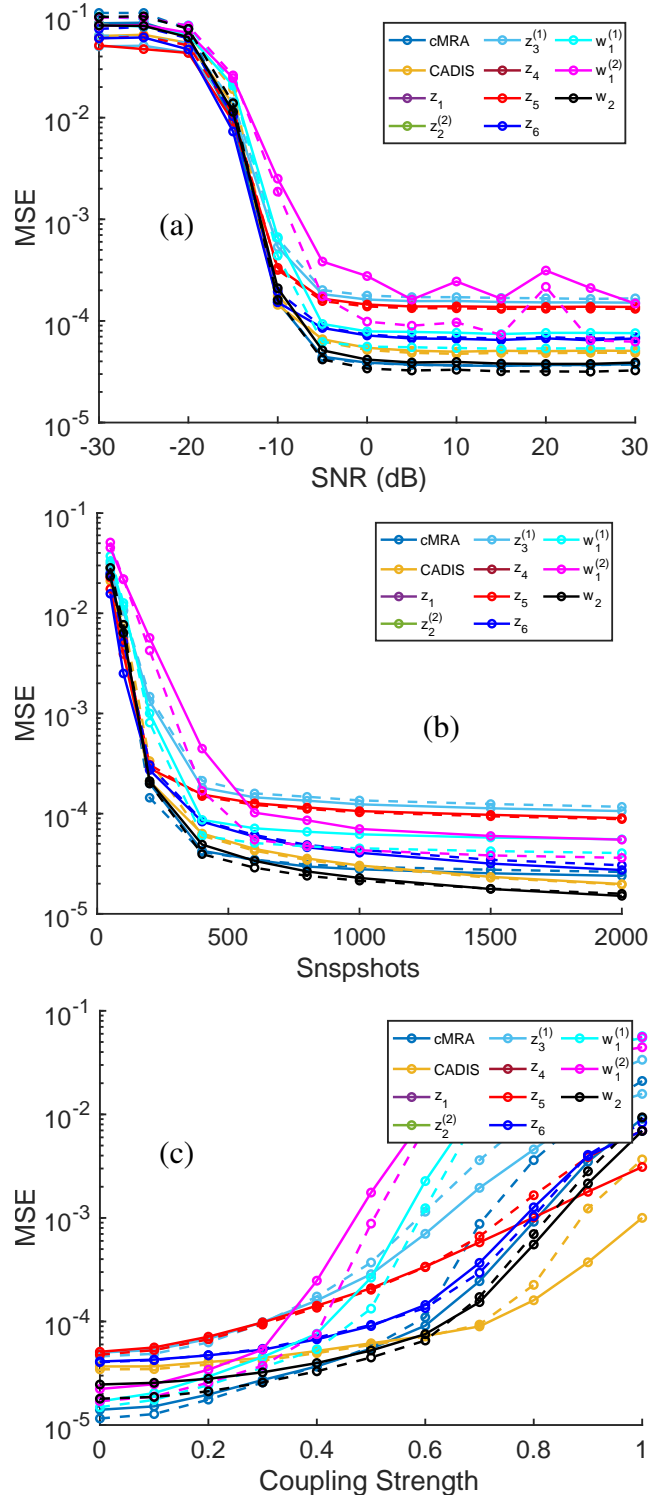 10^{-1}
10^{-2}
10^{-3}
10^{-4}
10^{-5}
MSE
(a)
cMRA z_3^{(1)} w_1^{(1)}
CADIS z_4 w_1^{(2)}
z_1 z_5 w_2
z_2^{(2)} z_6
-30 -20 -10 0 10 20 30
SNR (dB)
10^{-1}
10^{-2}
10^{-3}
10^{-4}
10^{-5}
MSE
(b)
cMRA z_3^{(1)} w_1^{(1)}
CADIS z_4 w_1^{(2)}
z_1 z_5 w_2
z_2^{(2)} z_6
0 500 1000 1500 2000
Snspshots
10^{-1}
10^{-2}
10^{-3}
10^{-4}
10^{-5}
MSE
(c)
cMRA z_3^{(1)} w_1^{(1)}
CADIS z_4 w_1^{(2)}
z_1 z_5 w_2
z_2^{(2)} z_6
0 0.2 0.4 0.6 0.8 1
Coupling Strength